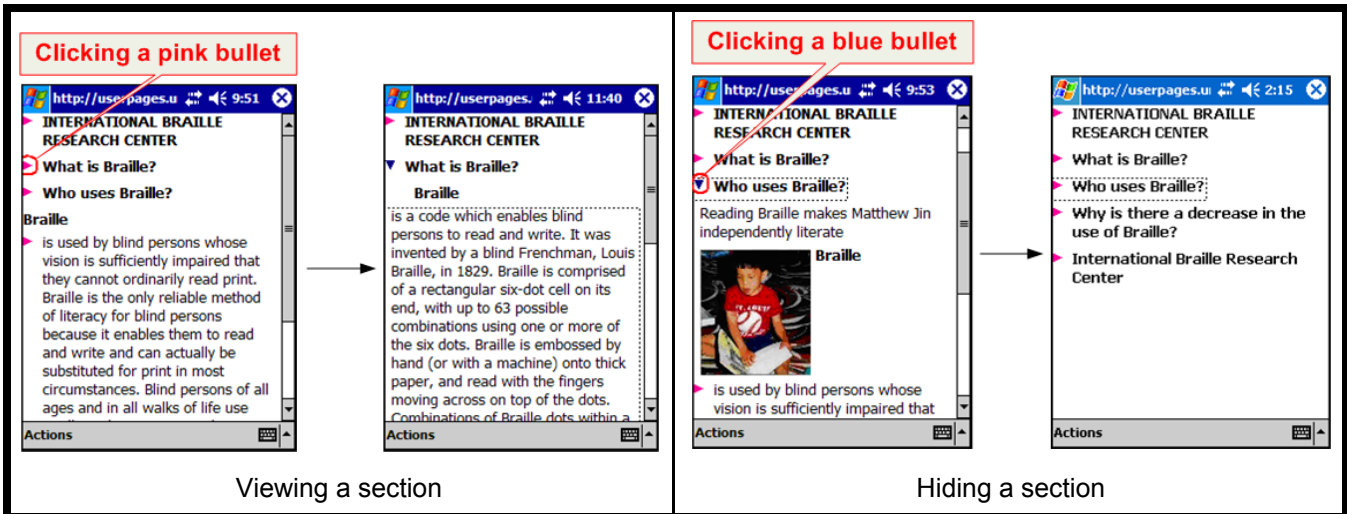 Clicking a pink bullet
http://userpages.u 9:51
INTERNATIONAL BRAILLE
RESEARCH CENTER
What is Braille?
Who uses Braille?
Braille
is used by blind persons whose
vision is sufficiently impaired that
they cannot ordinarily read print.
Braille is the only reliable method
of literacy for blind persons
because it enables them to read
and write and can actually be
substituted for print in most
circumstances. Blind persons of all
ages and in all walks of life use
Actions
http://userpages. 11:40
INTERNATIONAL BRAILLE
RESEARCH CENTER
What is Braille?
Braille
is a code which enables blind
persons to read and write. It was
invented by a blind Frenchman, Louis
Braille, in 1829. Braille is comprised
of a rectangular six-dot cell on its
end, with up to 63 possible
combinations using one or more of
the six dots. Braille is embossed by
hand (or with a machine) onto thick
paper, and read with the fingers
moving across on top of the dots.
Combinations of Braille dots within a
Actions
Viewing a section
Clicking a blue bullet
http://userpages.u 9:53
INTERNATIONAL BRAILLE
RESEARCH CENTER
What is Braille?
Who uses Braille?
Reading Braille makes Matthew Jin
independently literate
Braille
is used by blind persons whose
vision is sufficiently impaired that
Actions
http://userpages.u 2:15
INTERNATIONAL BRAILLE
RESEARCH CENTER
What is Braille?
Who uses Braille?
Why is there a decrease in the
use of Braille?
International Braille Research
Center
Actions
Hiding a section